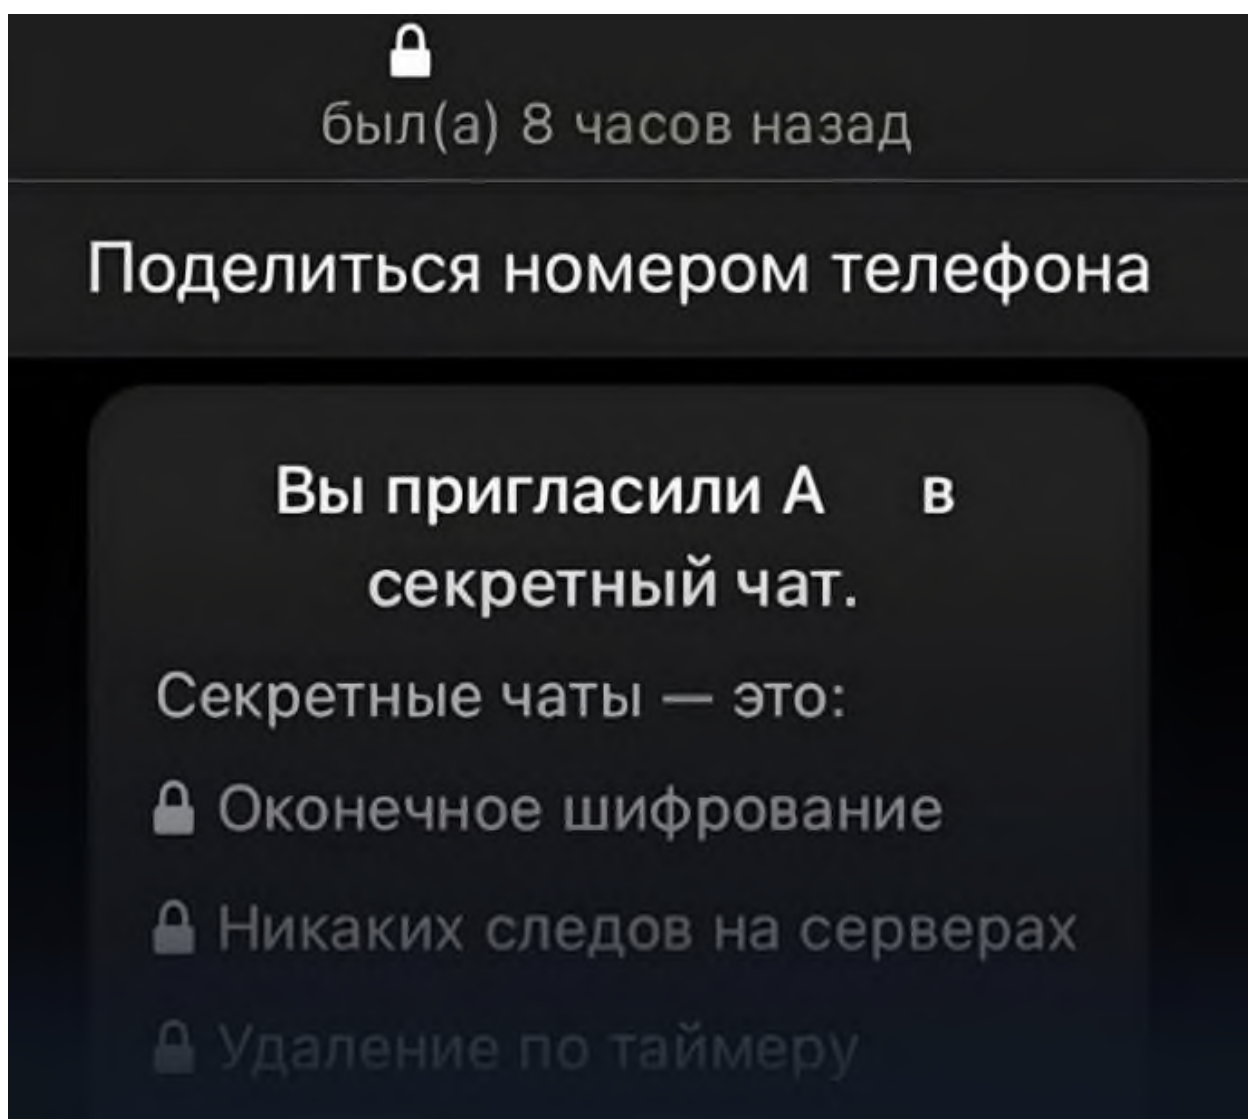 был(а) 8 часов назад
Поделиться номером телефона
Вы пригласили А в
секретный чат.
Секретные чаты — это:
Оконечное шифрование
Никаких следов на серверах
Удаление по таймеру